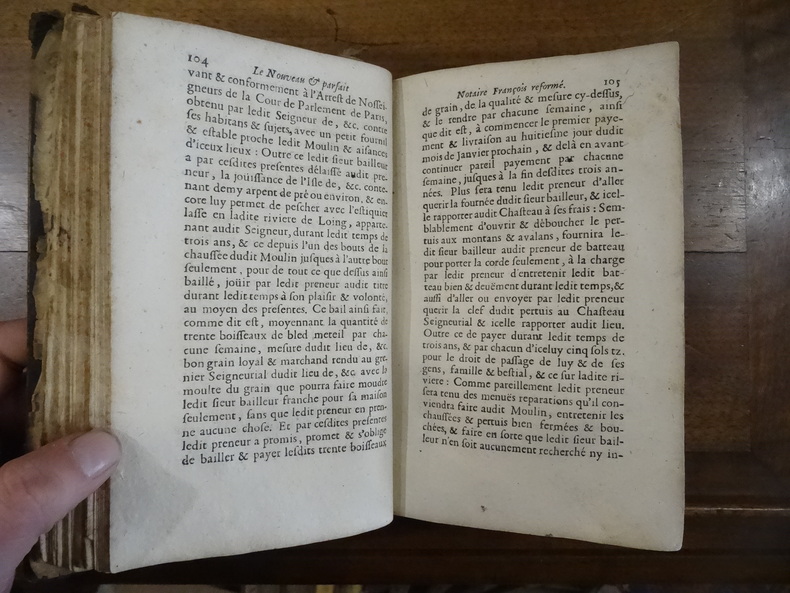 104
Le Nouveau & parfait
vant & conformement à l'Arrest de Nossei-
gneurs de la Cour de Parlement de Paris,
obtenu par ledit Seigneur de, &c. contre
ses habitans & sujets, avec un petit fournil
& estable proche ledit Moulin & aisances
d'iceux lieux : Outre ce ledit sieur bailleur
a par cesdites presentes délaissé audit pre-
neur, la joüissance de l'Isle de, &c. conte-
nant demy arpent de pré ou environ, & en-
core luy permet de pescher avec l'estiquier
lasse en ladite riviere de Loing, apparte-
nant audit Seigneur, durant ledit temps de
trois ans, & ce depuis l'un des bouts de la
chaussée dudit Moulin jusques à l'autre bout
seulement, pour de tout ce que dessus ainsi
baillé, joüir par ledit preneur audit titre
durant ledit temps à son plaisir & volonté,
au moyen des presentes. Ce bail ainsi fait,
comme dit est, moyennant la quantité de
trente boisseaux de bled meteil par cha-
cune semaine, mesure dudit lieu de, &c.
bon grain loyal & marchand rendu au gre-
nier Seigneurial dudit lieu de, &c. avec la
moulte du grain que pourra faire moudre
ledit sieur bailleur franche pour sa maison
seulement, sans que ledit preneur en pren-
ne aucune chose. Et par cesdites presentes
ledit preneur a promis, promet & s'oblige
de bailler & payer lesdits trente boisseaux
Notaire François reformé. 105
de grain, de la qualité & mesure cy-dessus,
& le rendre par chacune semaine, ainsi
que dit est, à commencer le premier paye-
ment & livraison au huitiesme jour dudit
mois de Janvier prochain, & delà en avant
continuer pareil payement par chacune
semaine, jusques à la fin desdites trois an-
nées. Plus sera tenu ledit preneur d'aller
querir la fournée dudit sieur bailleur, & icel-
le rapporter audit Chasteau à ses frais : Sem-
blablement d'ouvrir & déboucher le per-
tuis aux montans & avalans, fournira le-
dit sieur bailleur audit preneur de batteau
pour porter la corde seulement, à la charge
par ledit preneur d'entretenir ledit bat-
teau bien & deuëment durant ledit temps, &
aussi d'aller ou envoyer par ledit preneur
querir la clef dudit pertuis au Chasteau
Seigneurial & icelle rapporter audit lieu.
Outre ce de payer durant ledit temps de
trois ans, & par chacun d'iceluy cinq sols tz.
pour le droit de passage de luy & de ses
gens, famille & bestial, & ce sur ladite ri-
viere : Comme pareillement ledit preneur
sera tenu des menuës reparations qu'il con-
viendra faire audit Moulin, entretenir les
chaussées & pertuis bien fermées & bou-
chées, & faire en sorte que ledit sieur bail-
leur n'en soit aucunement recherché ny in-